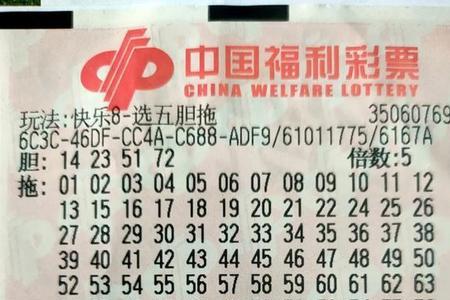 中国福利彩票
CHINA WELFARE LOTTERY
玩法:快乐8-选五胆拖 35060769
6C3C-46DF-CC4A-C688-ADF9/61011775/6167A
胆: 14 23 51 72 倍数:5
拖: 01 02 03 04 05 06 07 08 09 10 11 12
13 15 16 17 18 19 20 21 22 24 25 26
27 28 29 30 31 32 33 34 35 36 37 38
39 40 41 42 43 44 45 46 47 48 49 50
52 53 54 55 56 57 58 59 60 61 62 63